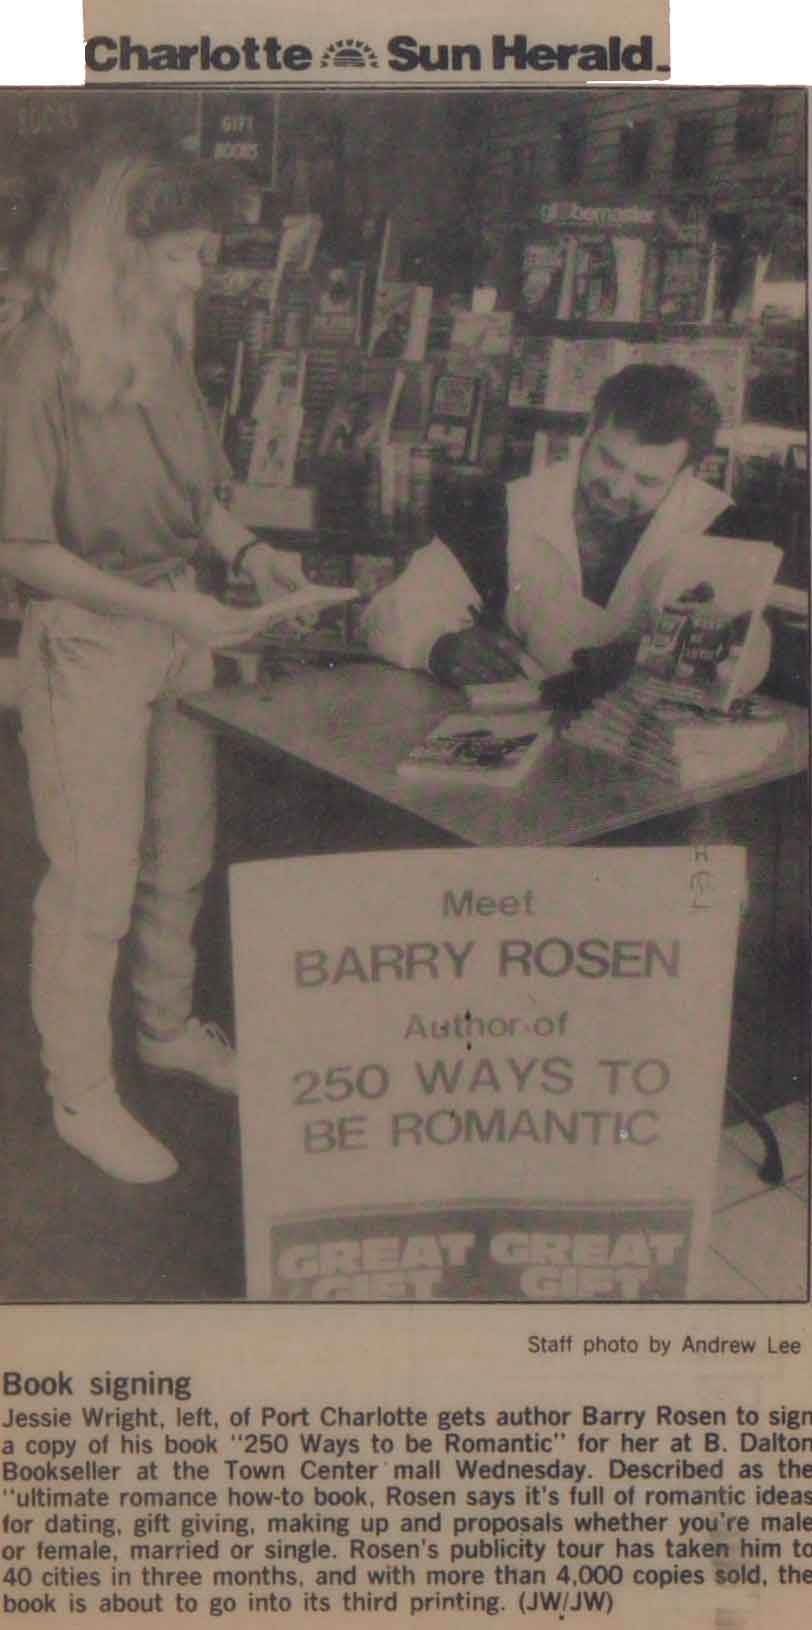 Charlotte Sun Herald
BOOKS
GIFT
BOOKS
globemaster
Meet
BARRY ROSEN
Author of
250 WAYS TO
BE ROMANTIC
GREAT GREAT
GIFT GIFT
Staff photo by Andrew Lee
Book signing
Jessie Wright, left, of Port Charlotte gets author Barry Rosen to sign
a copy of his book "250 Ways to be Romantic" for her at B. Dalton
Bookseller at the Town Center mall Wednesday. Described as the
"ultimate romance how-to book, Rosen says it's full of romantic ideas
for dating, gift giving, making up and proposals whether you're male
or female, married or single. Rosen's publicity tour has taken him to
40 cities in three months, and with more than 4,000 copies sold, the
book is about to go into its third printing. (JW/JW)